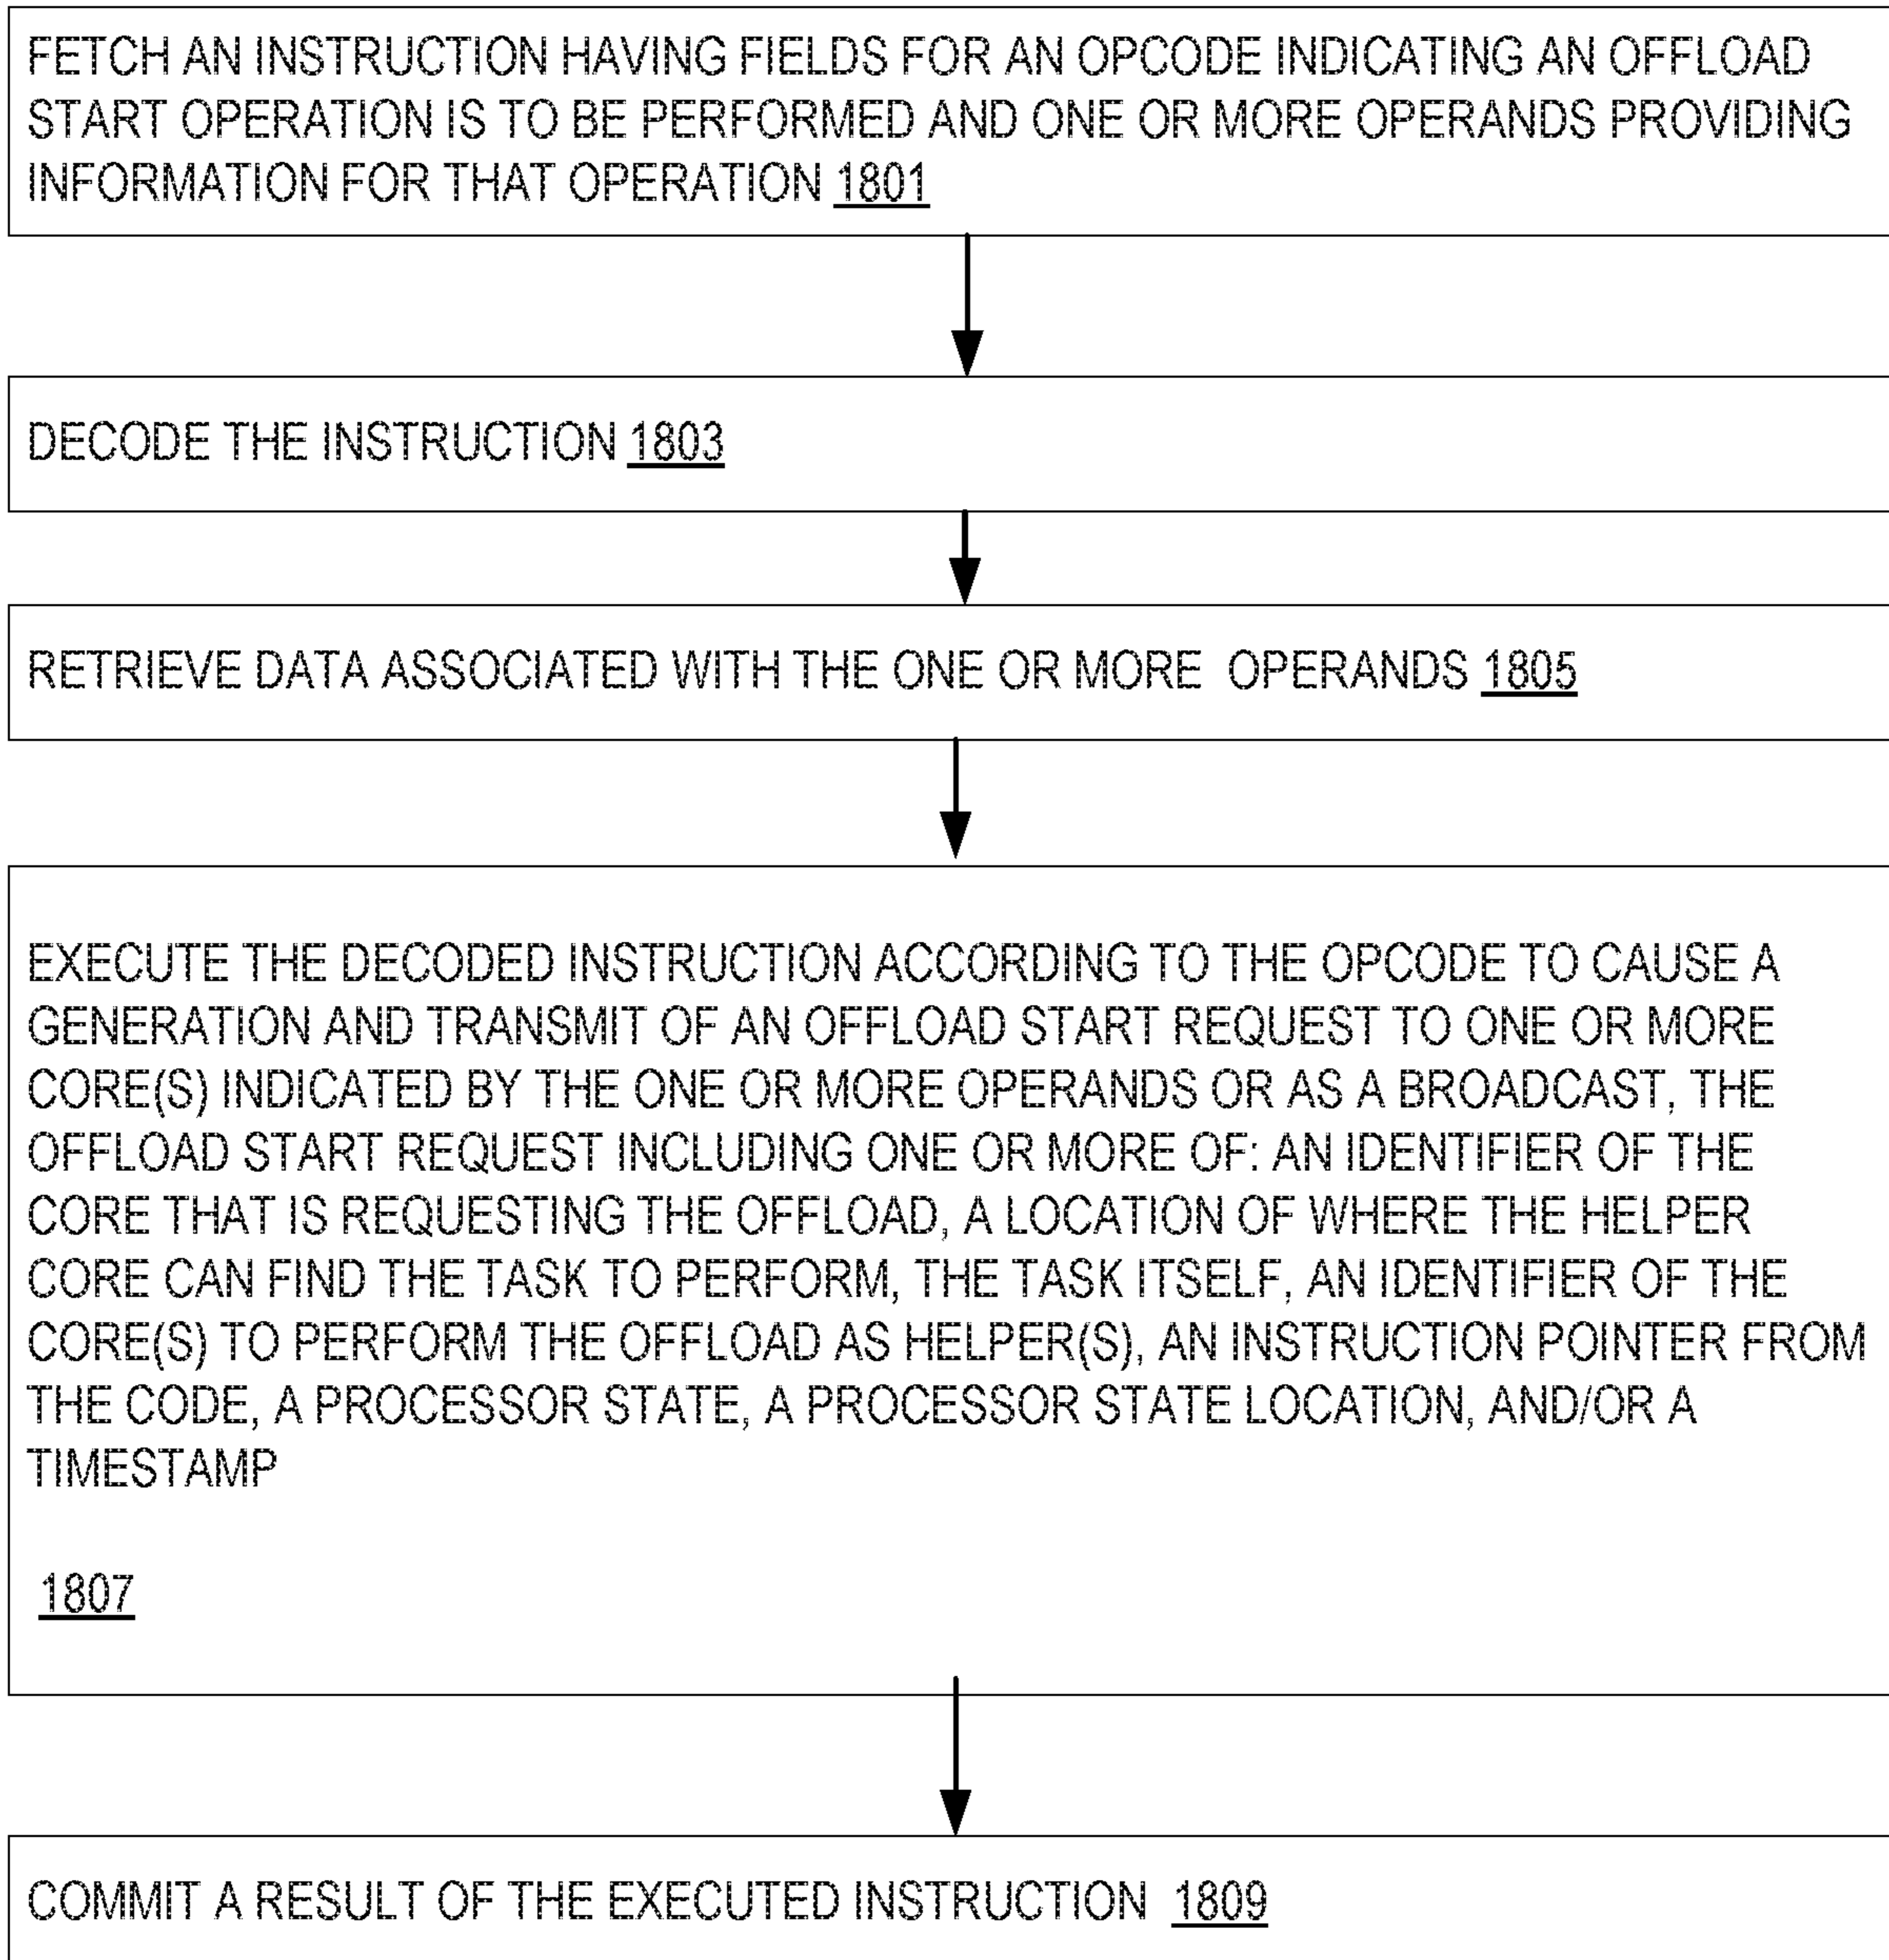 FETCH AN INSTRUCTION HAVING FIELDS FOR AN OPCODE INDICATING AN OFFLOAD
START OPERATION IS TO BE PERFORMED AND ONE OR MORE OPERANDS PROVIDING
INFORMATION FOR THAT OPERATION 1801
DECODE THE INSTRUCTION 1803
RETRIEVE DATA ASSOCIATED WITH THE ONE OR MORE OPERANDS 1805
EXECUTE THE DECODED INSTRUCTION ACCORDING TO THE OPCODE TO CAUSE A
GENERATION AND TRANSMIT OF AN OFFLOAD START REQUEST TO ONE OR MORE
CORE(S) INDICATED BY THE ONE OR MORE OPERANDS OR AS A BROADCAST, THE
OFFLOAD START REQUEST INCLUDING ONE OR MORE OF: AN IDENTIFIER OF THE
CORE THAT IS REQUESTING THE OFFLOAD, A LOCATION OF WHERE THE HELPER
CORE CAN FIND THE TASK TO PERFORM, THE TASK ITSELF, AN IDENTIFIER OF THE
CORE(S) TO PERFORM THE OFFLOAD AS HELPER(S), AN INSTRUCTION POINTER FROM
THE CODE, A PROCESSOR STATE, A PROCESSOR STATE LOCATION, AND/OR A
TIMESTAMP
1807
COMMIT A RESULT OF THE EXECUTED INSTRUCTION 1809